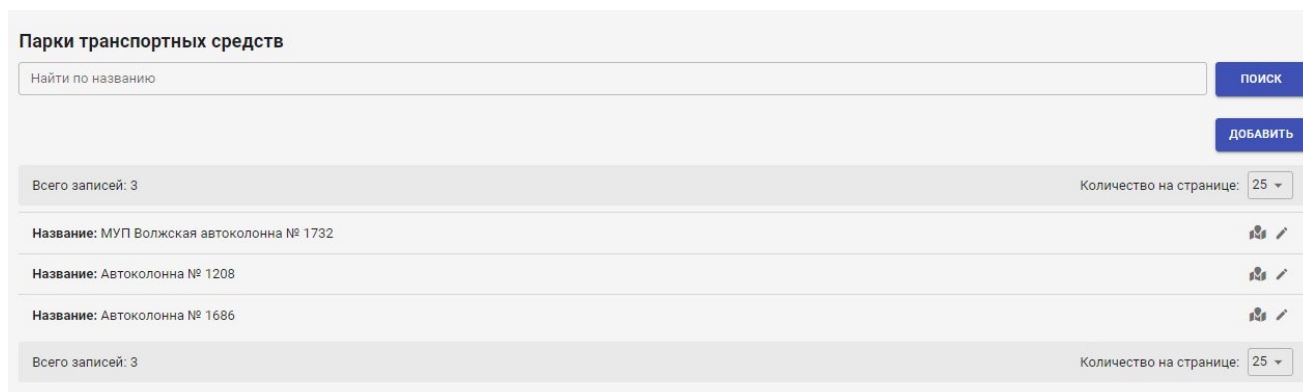 Парки транспортных средств
Найти по названию
ПОИСК
ДОБАВИТЬ
Всего записей: 3 Количество на странице: 25
Название: МУП Волжская автоколонна № 1732
Название: Автоколонна № 1208
Название: Автоколонна № 1686
Всего записей: 3 Количество на странице: 25